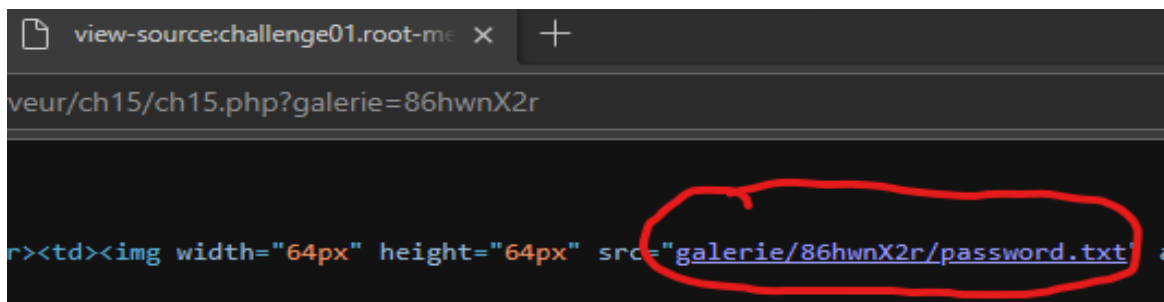 view-source:challenge01.root-me
veur/ch15/ch15.php?galerie=86hwnX2r
r><td><img width="64px" height="64px" src="galerie/86hwnX2r/password.txt" a